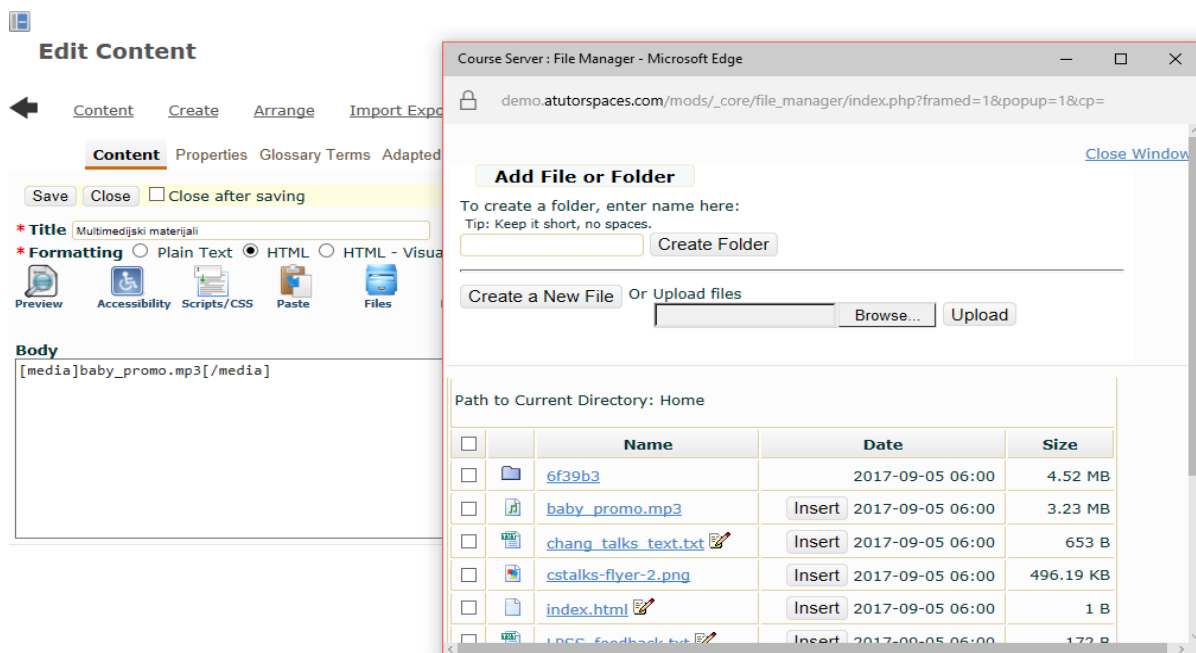 Edit Content
Content Create Arrange Import Expo
Content Properties Glossary Terms Adapted
Save Close Close after saving
* Title Multimedijski materijali
* Formatting Plain Text HTML HTML - Visua
Preview Accessibility Scripts/CSS Paste Files
Body
[media]baby_promo.mp3[/media]
Course Server : File Manager - Microsoft Edge
demo.atutorspaces.com/mods/_core/file_manager/index.php?framed=1&popup=1&cp=
Close Window
Add File or Folder
To create a folder, enter name here:
Tip: Keep it short, no spaces.
Create Folder
Create a New File Or Upload files
Browse... Upload
Path to Current Directory: Home
Name Date Size
6f39b3 2017-09-05 06:00 4.52 MB
baby_promo.mp3 Insert 2017-09-05 06:00 3.23 MB
chang_talks_text.txt Insert 2017-09-05 06:00 653 B
cstalks-flyer-2.png Insert 2017-09-05 06:00 496.19 KB
index.html Insert 2017-09-05 06:00 1 B
Insert 2017-09-05 06:00 172 B